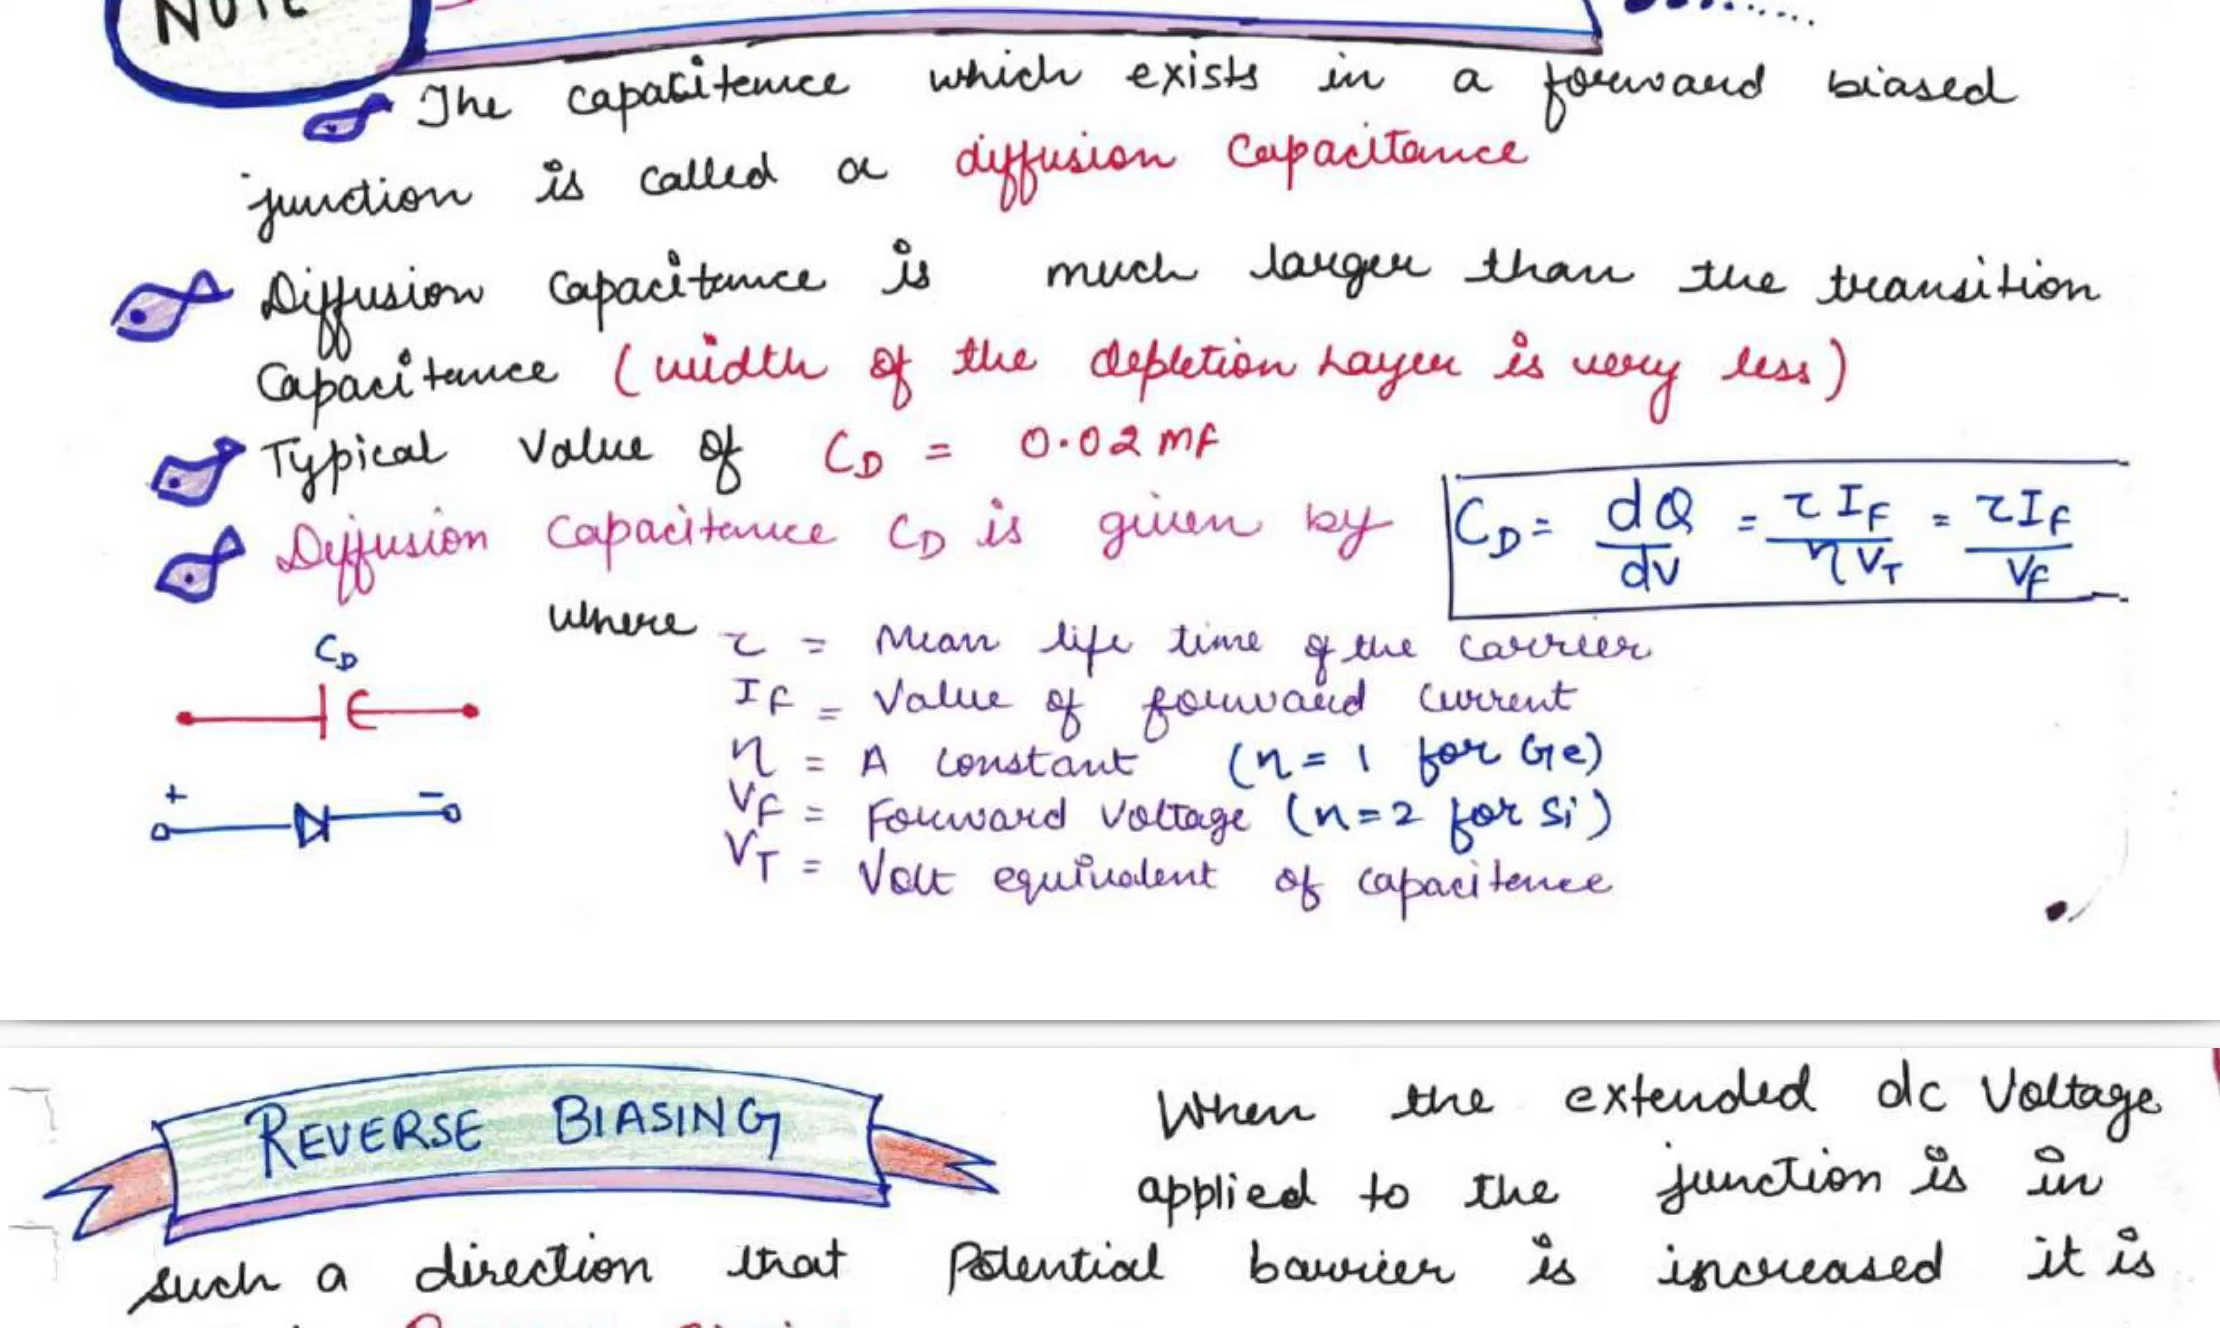 NOTE
The capacitence which exists in a forward biased
junction is called a diffusion Capacitance
Diffusion Capacitance is much larger than the transition
Capacitance (width of the depletion Layer is very less)
Typical Value of CD = 0.02 mF
Diffusion Capacitance CD is given by CD = dQ/dV = τIF/ηVT = τIF/VF
where τ = Mean life time of the carrier
CD
IF = Value of forward current
η = A constant (η = 1 for Ge)
+ -
VF = Forward Voltage (η=2 for Si)
VT = Volt equivalent of capacitence
REVERSE BIASING
When the extended dc Voltage
applied to the junction is in
such a direction that Potential barrier is increased it is